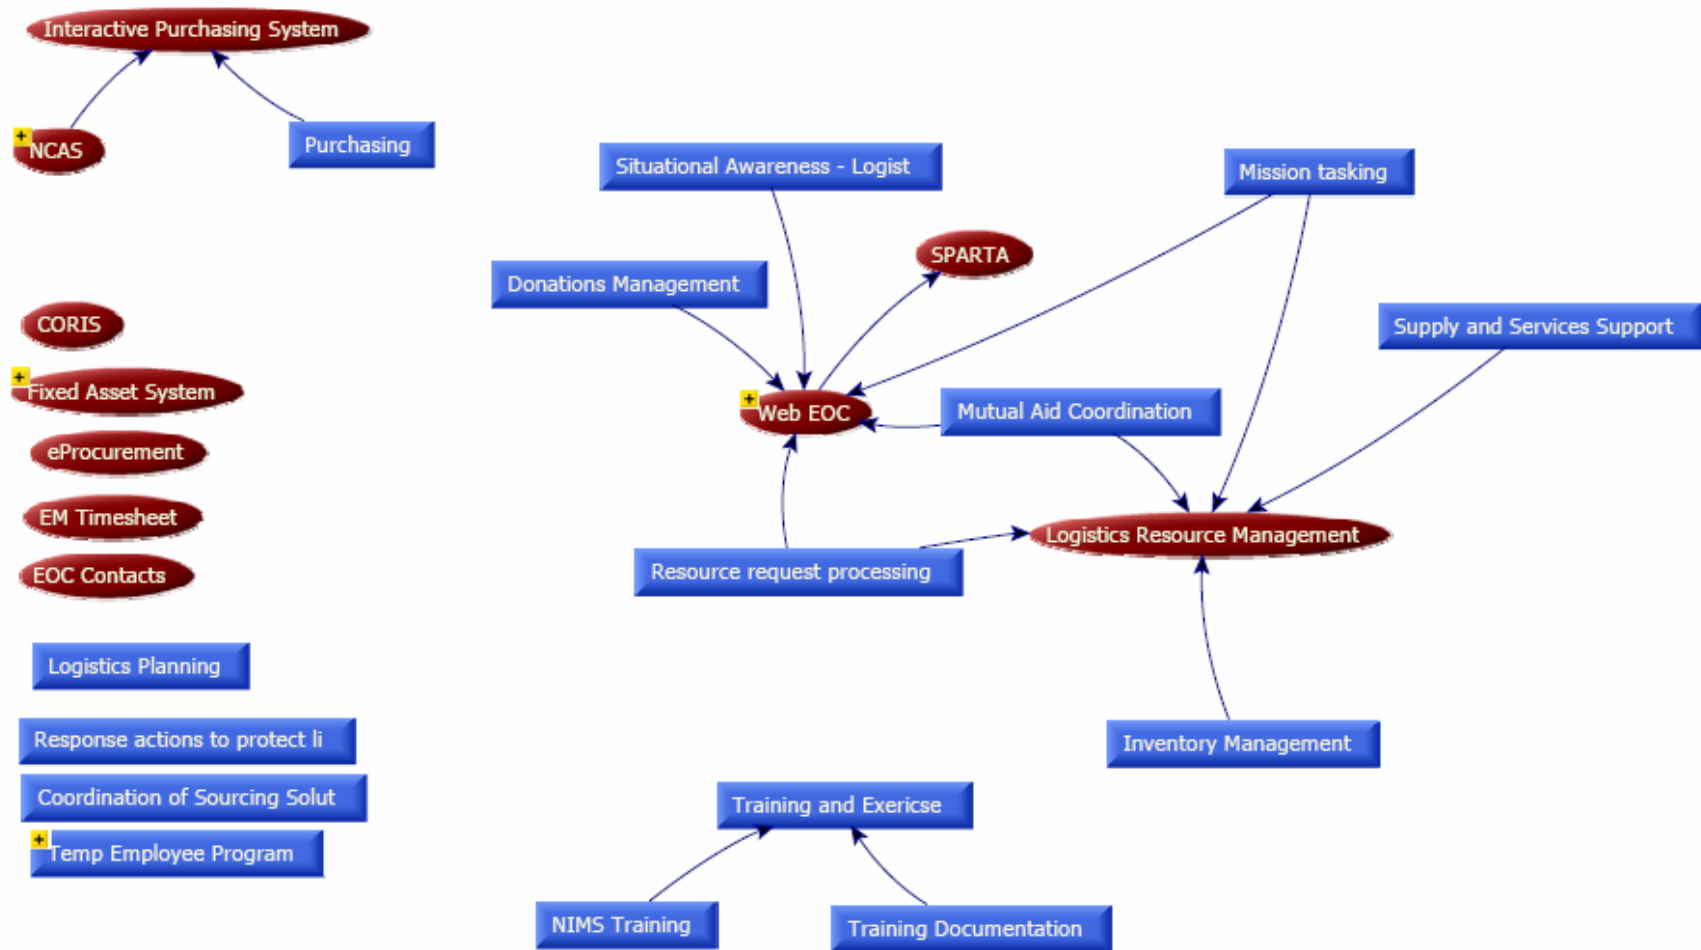 Interactive Purchasing System
NCAS
Purchasing
Situational Awareness - Logist
Mission tasking
SPARTA
Donations Management
CORIS
Supply and Services Support
Fixed Asset System
Web EOC
Mutual Aid Coordination
eProcurement
EM Timesheet
Logistics Resource Management
EOC Contacts
Resource request processing
Logistics Planning
Response actions to protect li
Inventory Management
Coordination of Sourcing Solut
Training and Exericse
Temp Employee Program
NIMS Training
Training Documentation